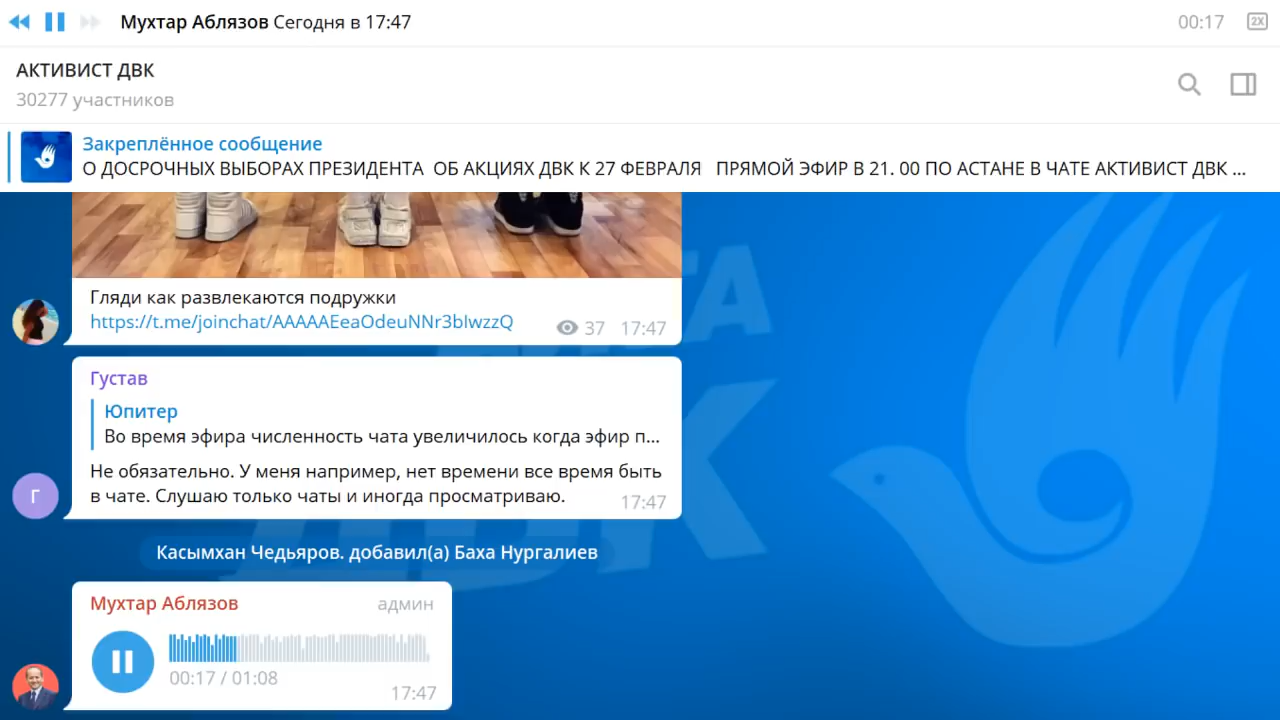 Мухтар Аблязов Сегодня в 17:47
00:17
2X
АКТИВИСТ ДВК
30277 участников
Закреплённое сообщение
О ДОСРОЧНЫХ ВЫБОРАХ ПРЕЗИДЕНТА ОБ АКЦИЯХ ДВК К 27 ФЕВРАЛЯ ПРЯМОЙ ЭФИР В 21. 00 ПО АСТАНЕ В ЧАТЕ АКТИВИСТ ДВК ...
Гляди как развлекаются подружки
https://t.me/joinchat/AAAAAEeaOdeuNNr3bIwzzQ
37 17:47
Густав
Юпитер
Во время эфира численность чата увеличилось когда эфир п...
Не обязательно. У меня например, нет времени все время быть
в чате. Слушаю только чаты и иногда просматриваю.
17:47
Г
Касымхан Чедьяров. добавил(а) Баха Нургалиев
Мухтар Аблязов
админ
00:17 / 01:08
17:47
ДВК